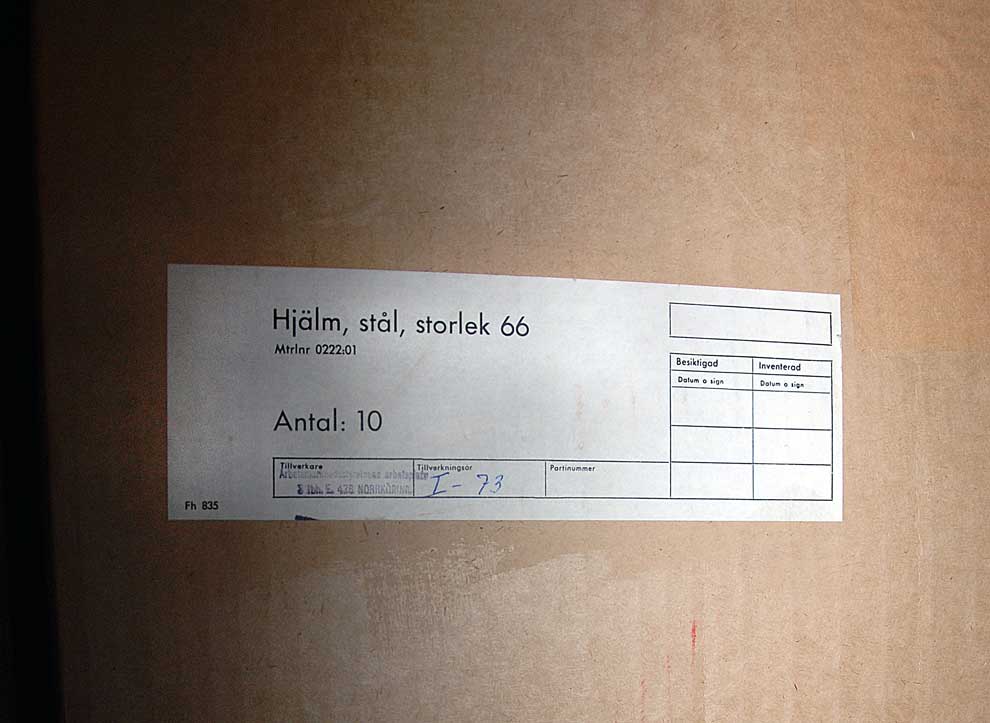 Hjälm, stål, storlek 66
Mtrlnr 0222:01
Antal: 10
Besiktigad
Inventerad
Datum o sign
Datum o sign
Tillverkare
Tillverkningsår
Partinummer
NORRKÖPING
I - 73
Fh 835